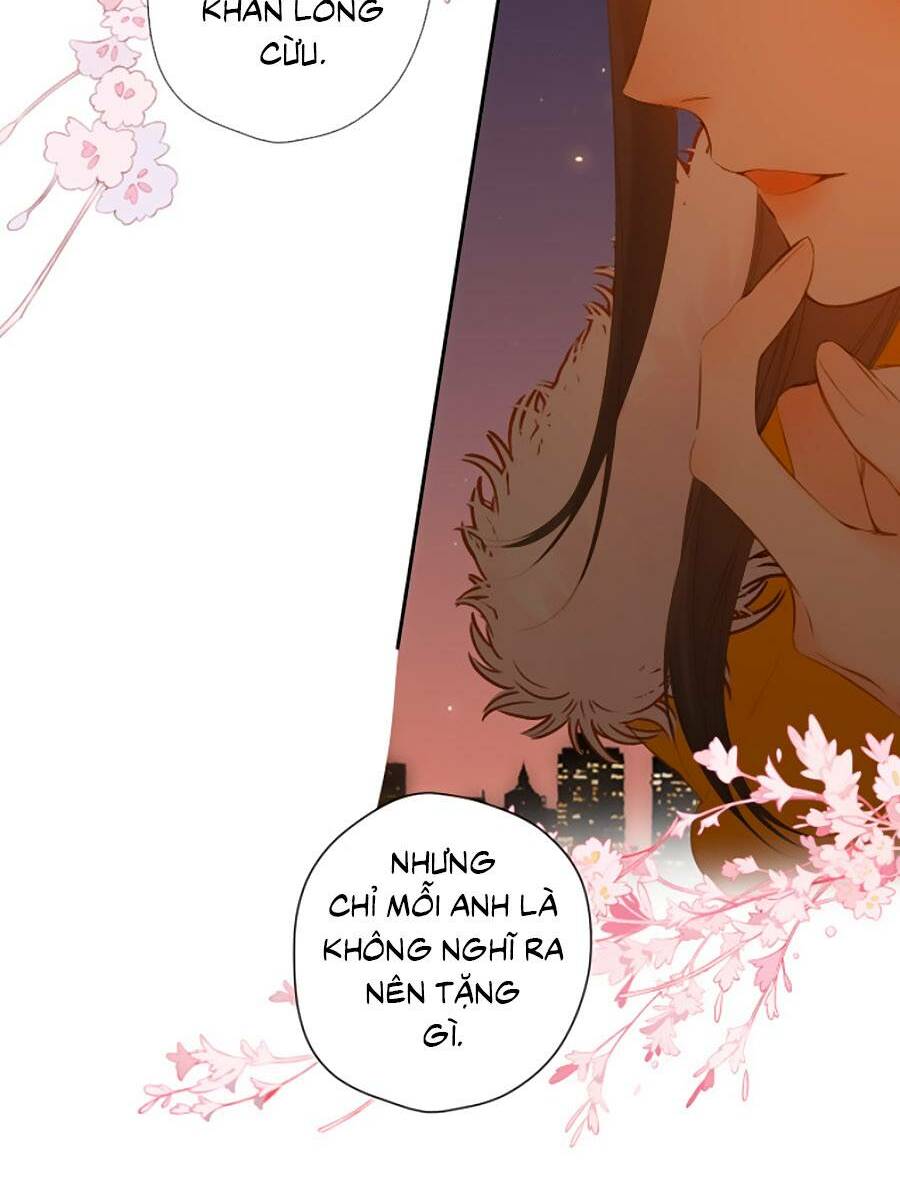 KHĂN LÔNG
CỪU.
NHƯNG
CHỈ MỖI ANH LÀ
KHÔNG NGHĨ RA
NÊN TẶNG
GÌ.